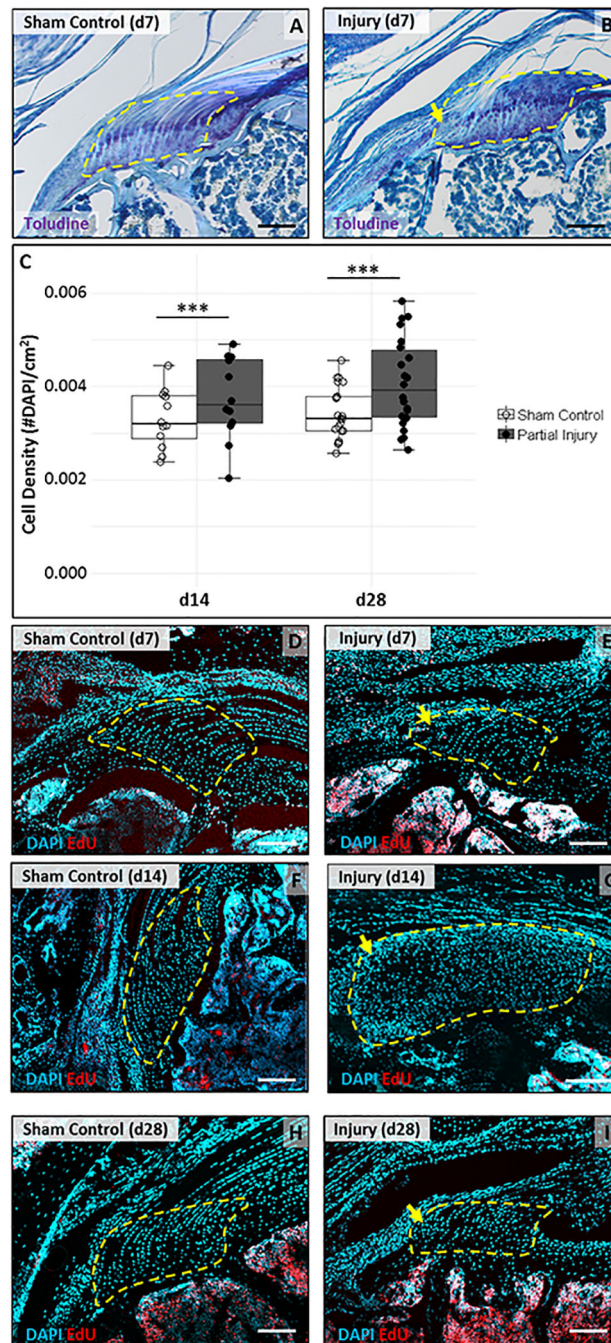 Sham Control (d7) A
Injury (d7) B
Toludine
Toludine
C
***
***
0.006
0.004
0.002
0.000
Cell Density (#DAPI/cm²)
d14
d28
Sham Control
Partial Injury
Sham Control (d7) D
Injury (d7) E
DAPI EdU
DAPI EdU
Sham Control (d14) F
Injury (d14) G
DAPI EdU
DAPI EdU
Sham Control (d28) H
Injury (d28) I
DAPI EdU
DAPI EdU